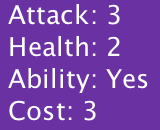 Attack: 3
Health: 2
Ability: Yes
Cost: 3